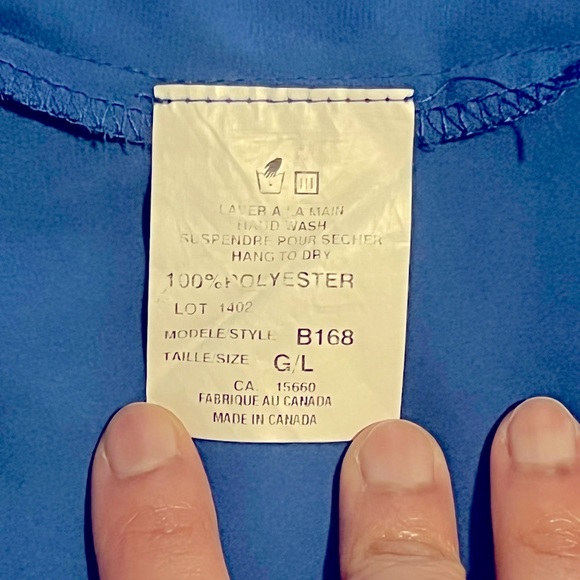 LAVER A LA MAIN
HAND WASH
SUSPENDRE POUR SECHER
HANG TO DRY
100% POLYESTER
LOT 1402
MODELE/STYLE B168
TAILLE/SIZE G/L
CA. 15660
FABRIQUE AU CANADA
MADE IN CANADA